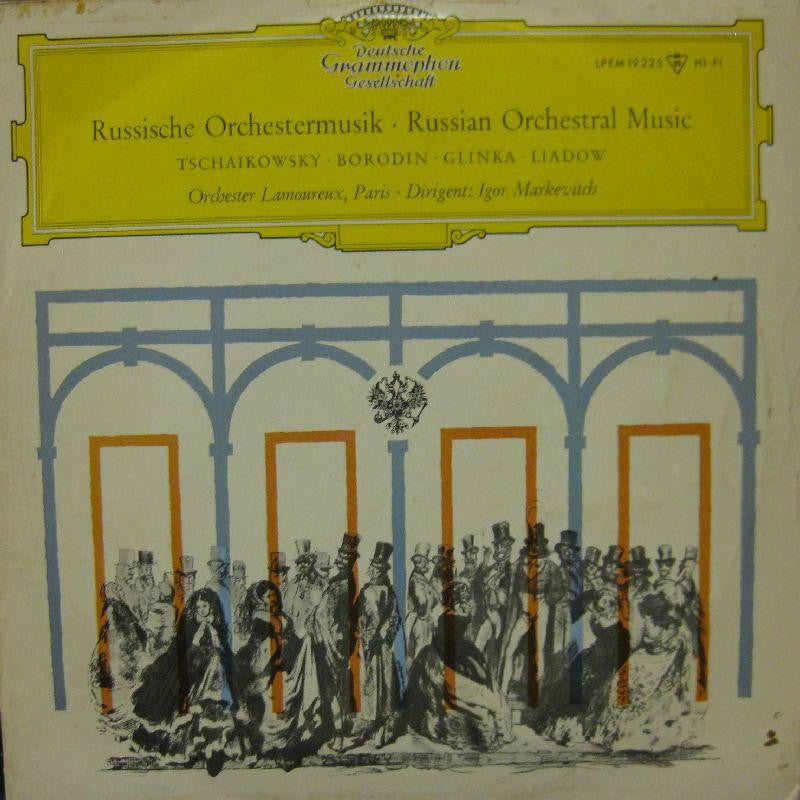 Deutsche
Grammophon
Gesellschaft
LPEM 19225 HI-FI
Russische Orchestermusik · Russian Orchestral Music
TSCHAIKOWSKY · BORODIN · GLINKA · LIADOW
Orchester Lamoureux, Paris · Dirigent: Igor Markevitch